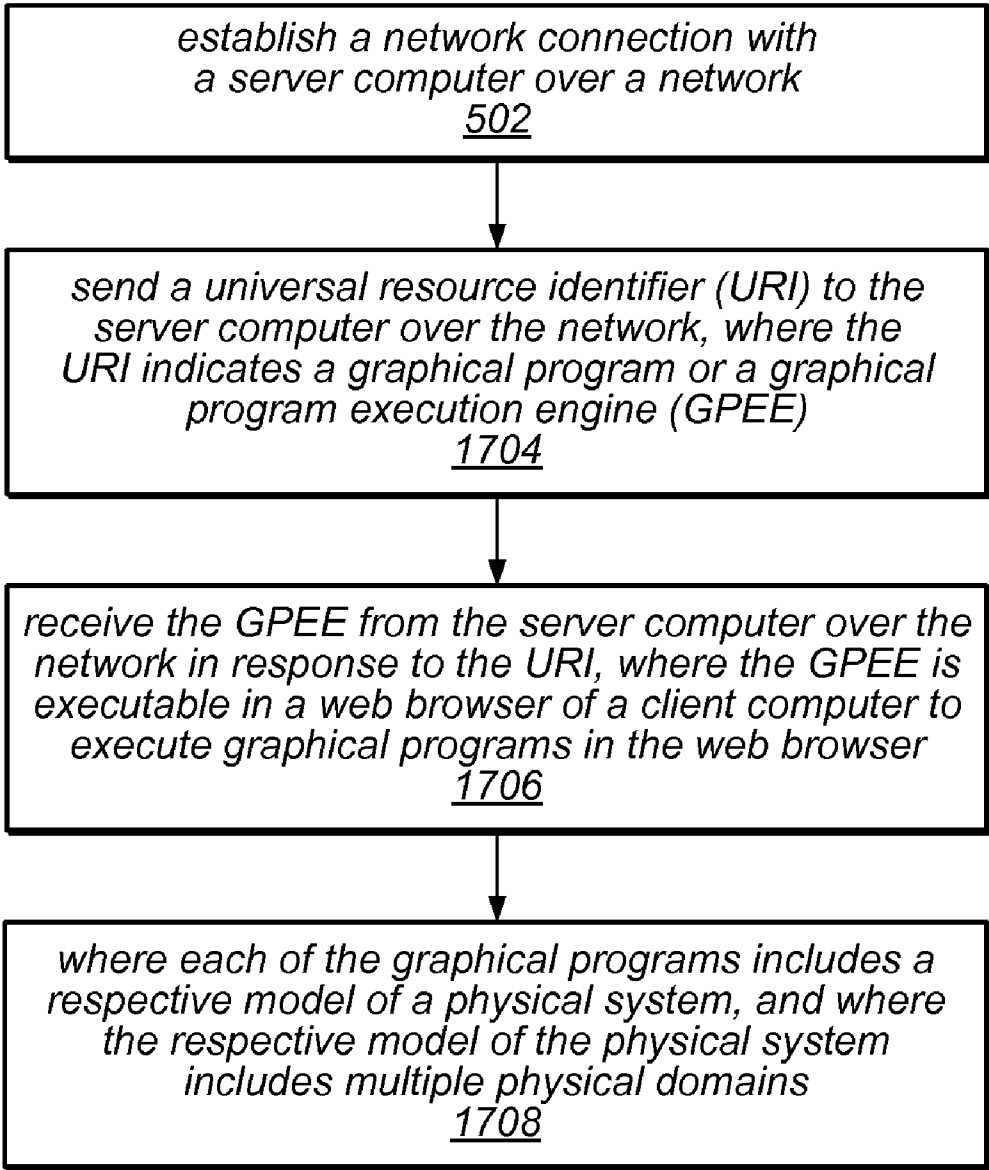 establish a network connection with
a server computer over a network
502
send a universal resource identifier (URI) to the
server computer over the network, where the
URI indicates a graphical program or a graphical
program execution engine (GPEE)
1704
receive the GPEE from the server computer over the
network in response to the URI, where the GPEE is
executable in a web browser of a client computer to
execute graphical programs in the web browser
1706
where each of the graphical programs includes a
respective model of a physical system, and where
the respective model of the physical system
includes multiple physical domains
1708